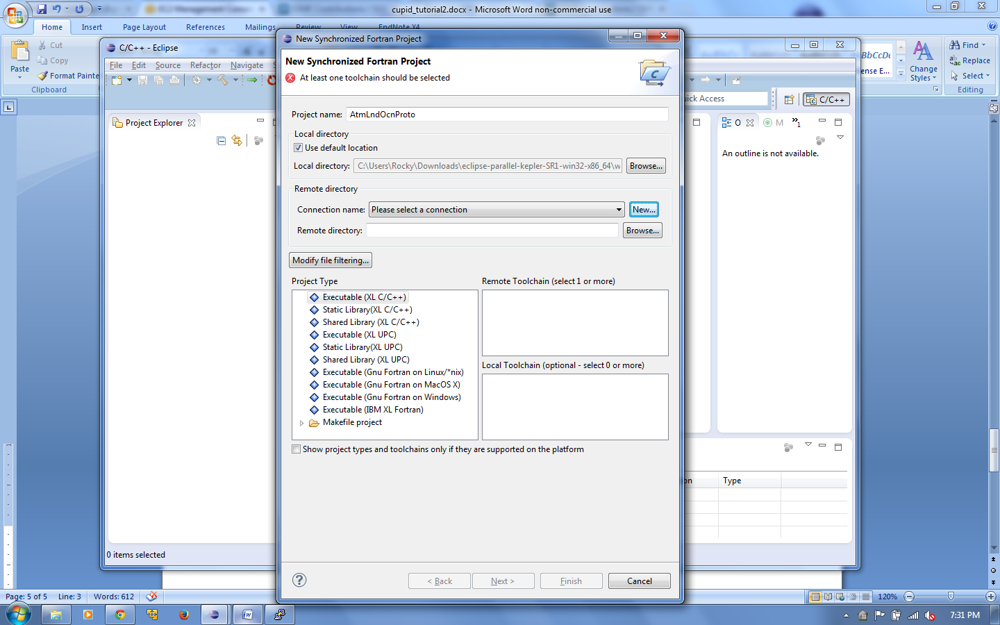 cupid_tutorial2.docx - Microsoft Word non-commercial use
Home Insert Page Layout References Mailings Review View EndNote X4
Paste
Cut
Copy
Format Painte
Clipboard
ense E...
Change Styles
Find
Replace
Select
Editing
C/C++ - Eclipse
File Edit Source Refactor Navigate
uick Access
C/C++
Project Explorer
O
M
1
An outline is not available.
on
Type
0 items selected
New Synchronized Fortran Project
New Synchronized Fortran Project
At least one toolchain should be selected
Project name: AtmLndOcnProto
Local directory
Use default location
Local directory: C:\Users\Rocky\Downloads\eclipse-parallel-kepler-SR1-win32-x86_64\w Browse...
Remote directory
Connection name: Please select a connection New...
Remote directory: Browse...
Modify file filtering...
Project Type
Executable (XL C/C++)
Static Library(XL C/C++)
Shared Library (XL C/C++)
Executable (XL UPC)
Static Library(XL UPC)
Shared Library (XL UPC)
Executable (Gnu Fortran on Linux/*nix)
Executable (Gnu Fortran on MacOS X)
Executable (Gnu Fortran on Windows)
Executable (IBM XL Fortran)
Makefile project
Remote Toolchain (select 1 or more)
Local Toolchain (optional - select 0 or more)
Show project types and toolchains only if they are supported on the platform
< Back Next > Finish Cancel
Page: 5 of 5 Line: 3 Words: 612
120%
7:31 PM